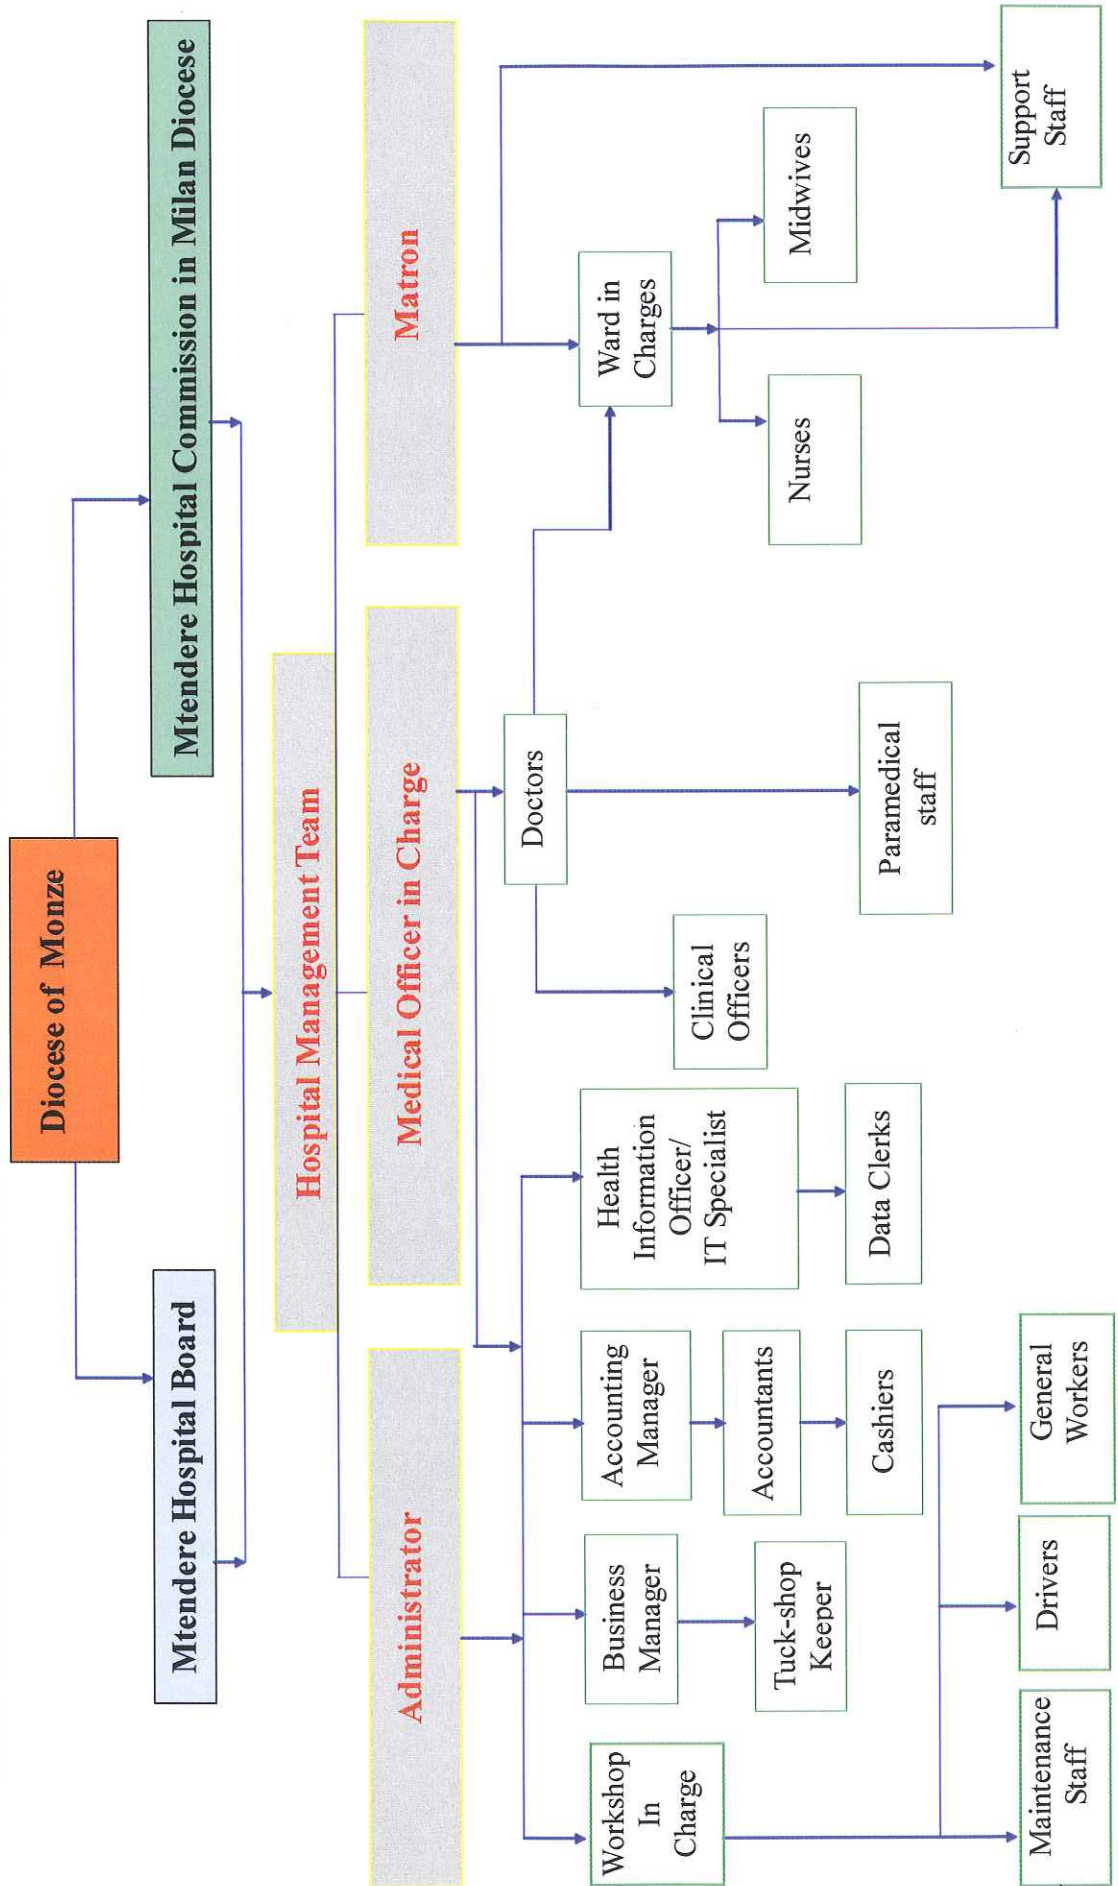 Diocese of Monze
Mtendere Hospital Board
Mtendere Hospital Commission in Milan Diocese
Hospital Management Team
Administrator
Medical Officer in Charge
Matron
Workshop
In
Charge
Business
Manager
Accounting
Manager
Health
Information
Officer/
IT Specialist
Doctors
Ward in
Charges
Tuck-shop
Keeper
Accountants
Cashiers
Data Clerks
Clinical
Officers
Paramedical
staff
Nurses
Midwives
Maintenance
Staff
Drivers
General
Workers
Support
Staff